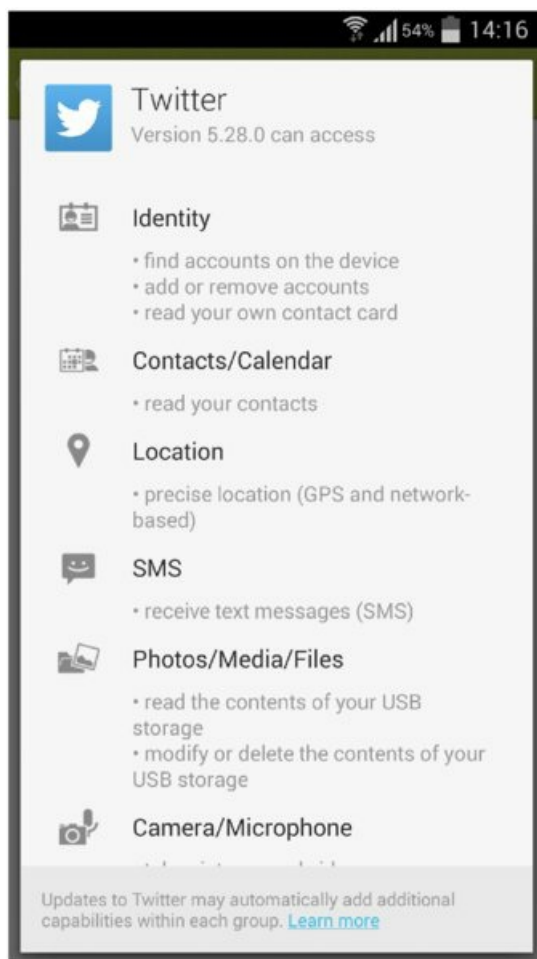 54% 14:16
Twitter
Version 5.28.0 can access
Identity
• find accounts on the device
• add or remove accounts
• read your own contact card
Contacts/Calendar
• read your contacts
Location
• precise location (GPS and network-
based)
SMS
• receive text messages (SMS)
Photos/Media/Files
• read the contents of your USB
storage
• modify or delete the contents of your
USB storage
Camera/Microphone
Updates to Twitter may automatically add additional
capabilities within each group. Learn more